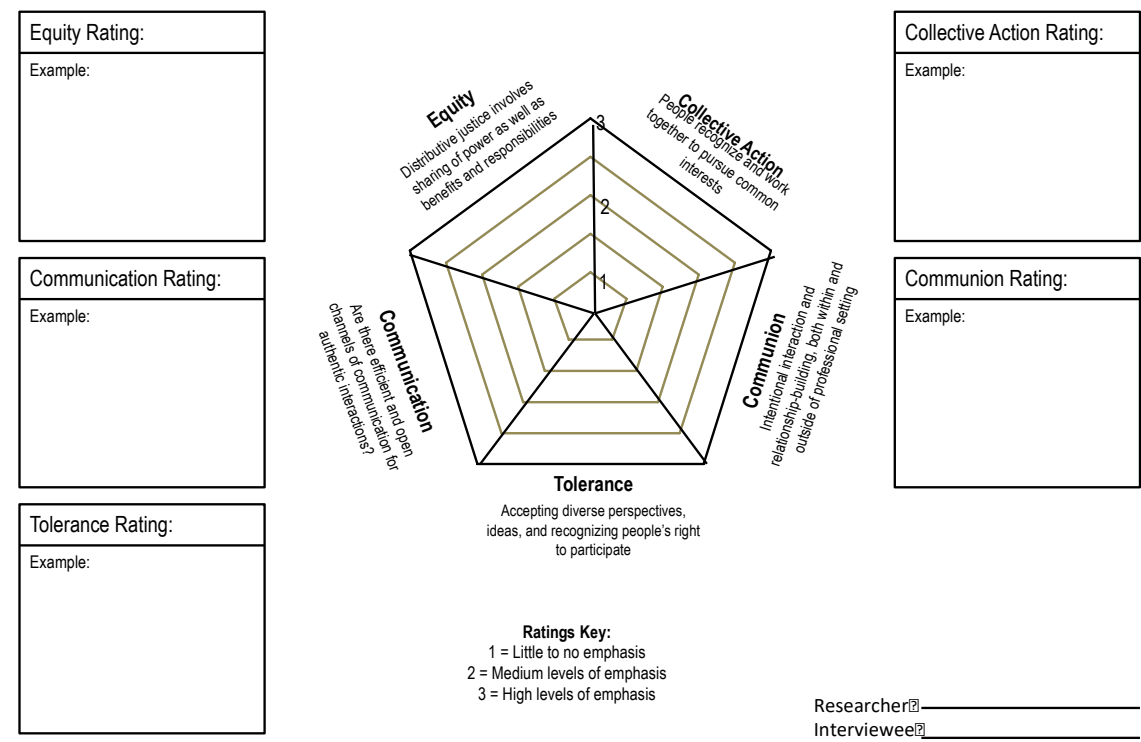 Equity Rating:
Example:
Communication Rating:
Example:
Tolerance Rating:
Example:
Equity
Distributive justice involves
sharing of power as well as
benefits and responsibilities
Collective Action
People recognize and work
together to pursue common
interests
3
2
1
Communication
Are there efficient and open
channels of communication for
authentic interactions?
Communion
Intentional interaction and
relationship-building, both within and
outside of professional setting
Tolerance
Accepting diverse perspectives,
ideas, and recognizing people's right
to participate
Ratings Key:
1 = Little to no emphasis
2 = Medium levels of emphasis
3 = High levels of emphasis
Collective Action Rating:
Example:
Communion Rating:
Example:
Researcher
Interviewee